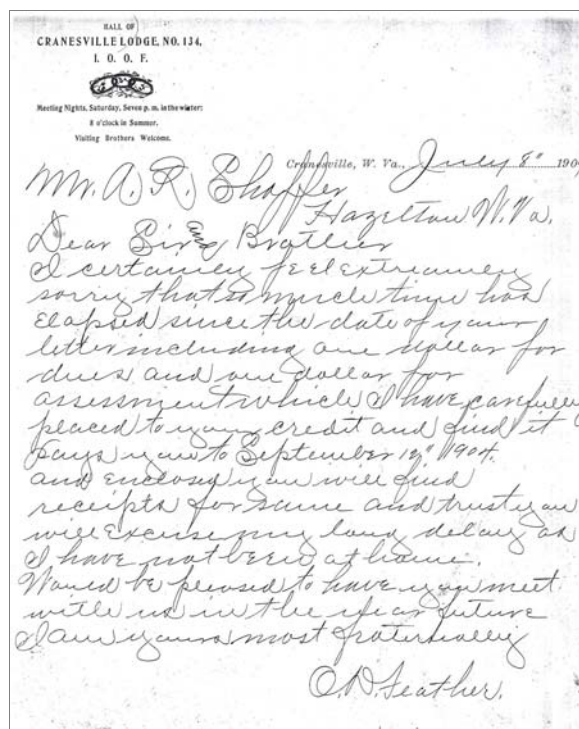 HALL OF
CRANESVILLE LODGE, NO. 134,
I. O. O. F.
Meeting Nights, Saturday, Seven p. m. in the winter:
8 o'clock in Summer.
Visiting Brothers Welcome.
Cranesville, W. Va., July 8" 190
Mr. A. R. Shaffer
Hazelton W. Va.
Dear Sir and Brother
I certainly feel extreamly
sorry that so much time has
elapsed since the date of your
letter including one dollar for
dues and one dollar for
assessment which I have carefully
placed to your credit and find it
pays you to September 12" 1904.
and enclosed you will find
receipts for same and trust you
will excuse my long delay as
I have not been at home.
Would be pleased to have you meet
with us in the near future
I am yours most fraternally
O. D. Feather.